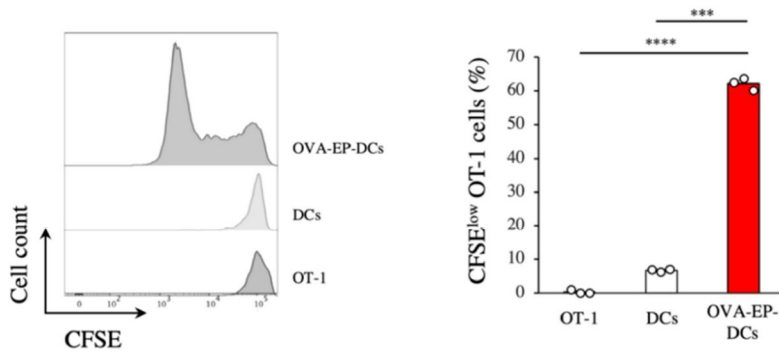 OVA-EP-DCs
DCs
OT-1
Cell count
0 10² 10³ 10⁴ 10⁵
CFSE
***
****
CFSE^low OT-1 cells (%)
70
60
50
40
30
20
10
0
OT-1
DCs
OVA-EP-
DCs